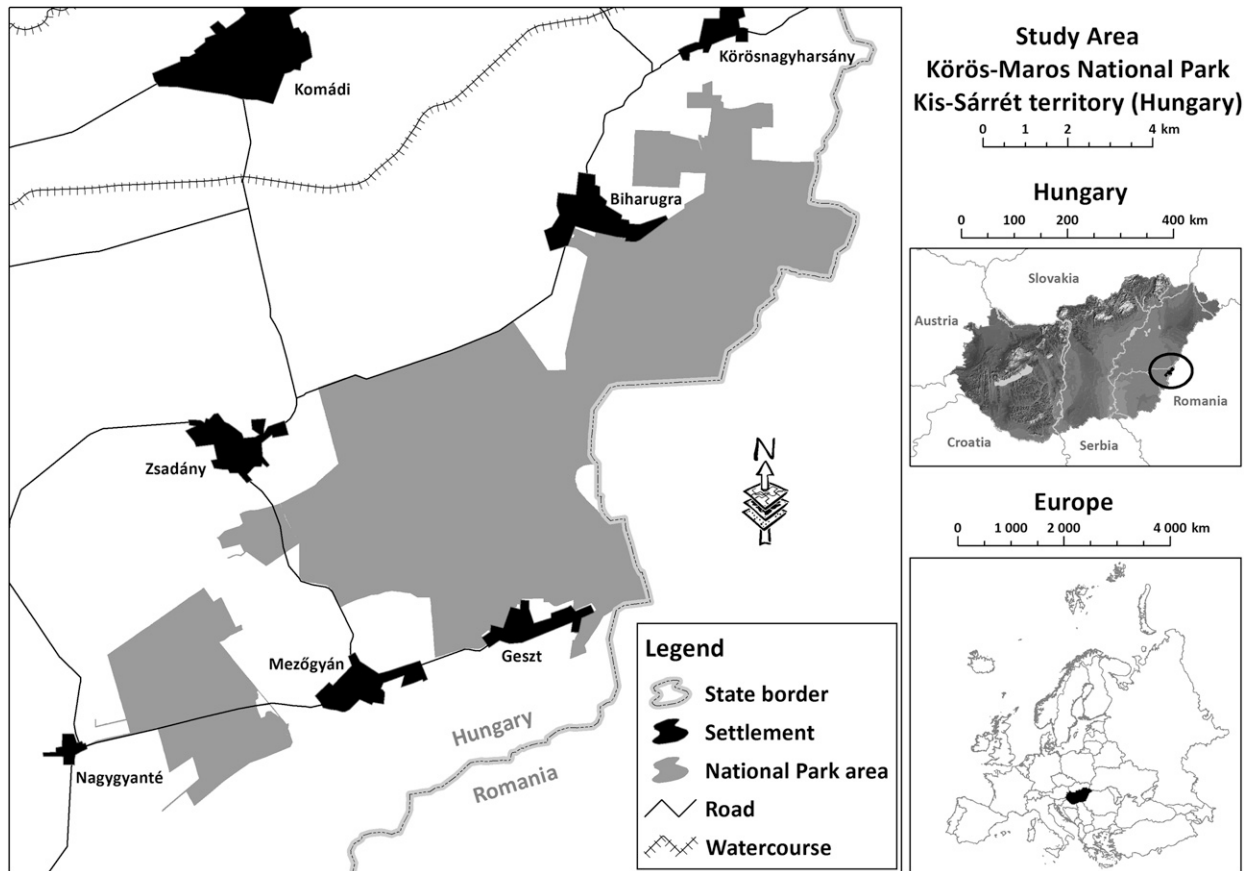 Komádi
Körösnagyharsány
Biharugra
Zsadány
Mezőgyán
Geszt
Nagygyanté
Hungary
Romania
N
Legend
State border
Settlement
National Park area
Road
Watercourse
Study Area
Körös-Maros National Park
Kis-Sárrét territory (Hungary)
0 1 2 4 km
Hungary
0 100 200 400 km
Slovakia
Austria
Romania
Croatia
Serbia
Europe
0 1 000 2 000 4 000 km